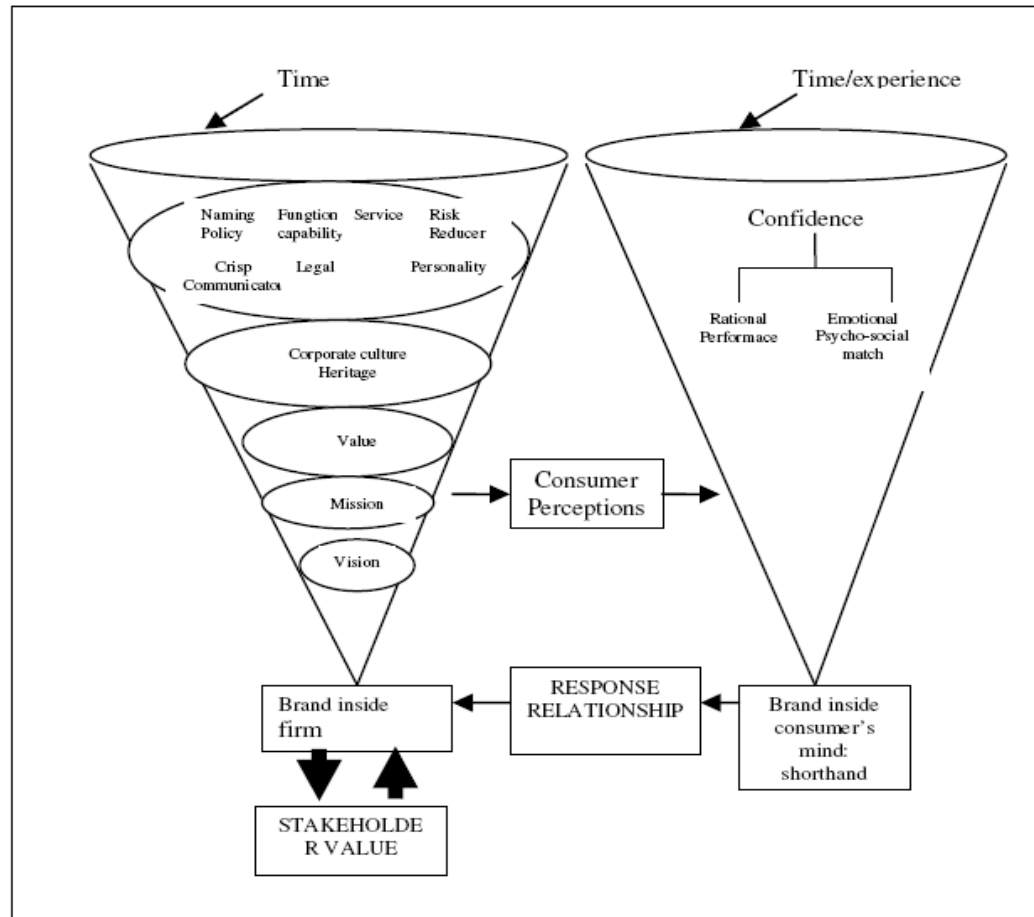 Time
Time/experience
Naming
Policy
Fungtion
capability
Service
Risk
Reducer
Crisp
Communicator
Legal
Personality
Corporate culture
Heritage
Value
Mission
Vision
Consumer
Perceptions
Confidence
Rational
Performace
Emotional
Psycho-social
match
Brand inside
firm
RESPONSE
RELATIONSHIP
Brand inside
consumer's
mind:
shorthand
STAKEHOLDE
R VALUE